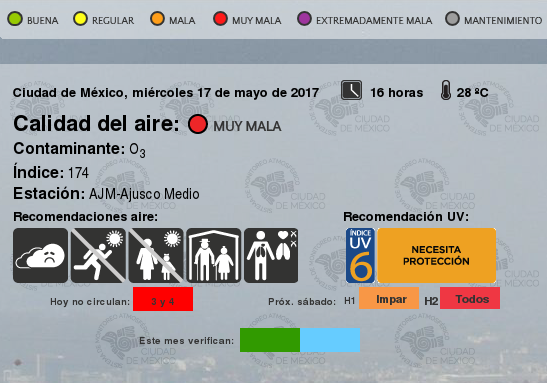 BUENA REGULAR MALA MUY MALA EXTREMADAMENTE MALA MANTENIMIENTO
Ciudad de México, miércoles 17 de mayo de 2017 16 horas 28 ºC
Calidad del aire: MUY MALA
Contaminante: O3
Índice: 174
Estación: AJM-Ajusco Medio
Recomendaciones aire: Recomendación UV:
ÍNDICE UV 6 NECESITA PROTECCIÓN
Hoy no circulan: 3 y 4 Próx. sábado: H1 Impar H2 Todos
Este mes verifican:
CIUDAD DE MÉXICO